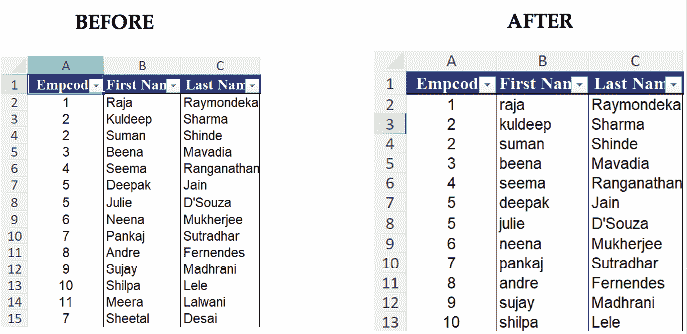 BEFORE
A B C
1 Empcod First Nam Last Nam
2 1 Raja Raymondeka
3 2 Kuldeep Sharma
4 2 Suman Shinde
5 3 Beena Mavadia
6 4 Seema Ranganathan
7 5 Deepak Jain
8 5 Julie D'Souza
9 6 Neena Mukherjee
10 7 Pankaj Sutradhar
11 8 Andre Fernendes
12 9 Sujay Madhrani
13 10 Shilpa Lele
14 11 Meera Lalwani
15 7 Sheetal Desai
AFTER
A B C
1 Empcod First Nam Last Nam
2 1 raja Raymondeka
3 2 kuldeep Sharma
4 2 suman Shinde
5 3 beena Mavadia
6 4 seema Ranganathan
7 5 deepak Jain
8 5 julie D'Souza
9 6 neena Mukherjee
10 7 pankaj Sutradhar
11 8 andre Fernendes
12 9 sujay Madhrani
13 10 shilpa Lele